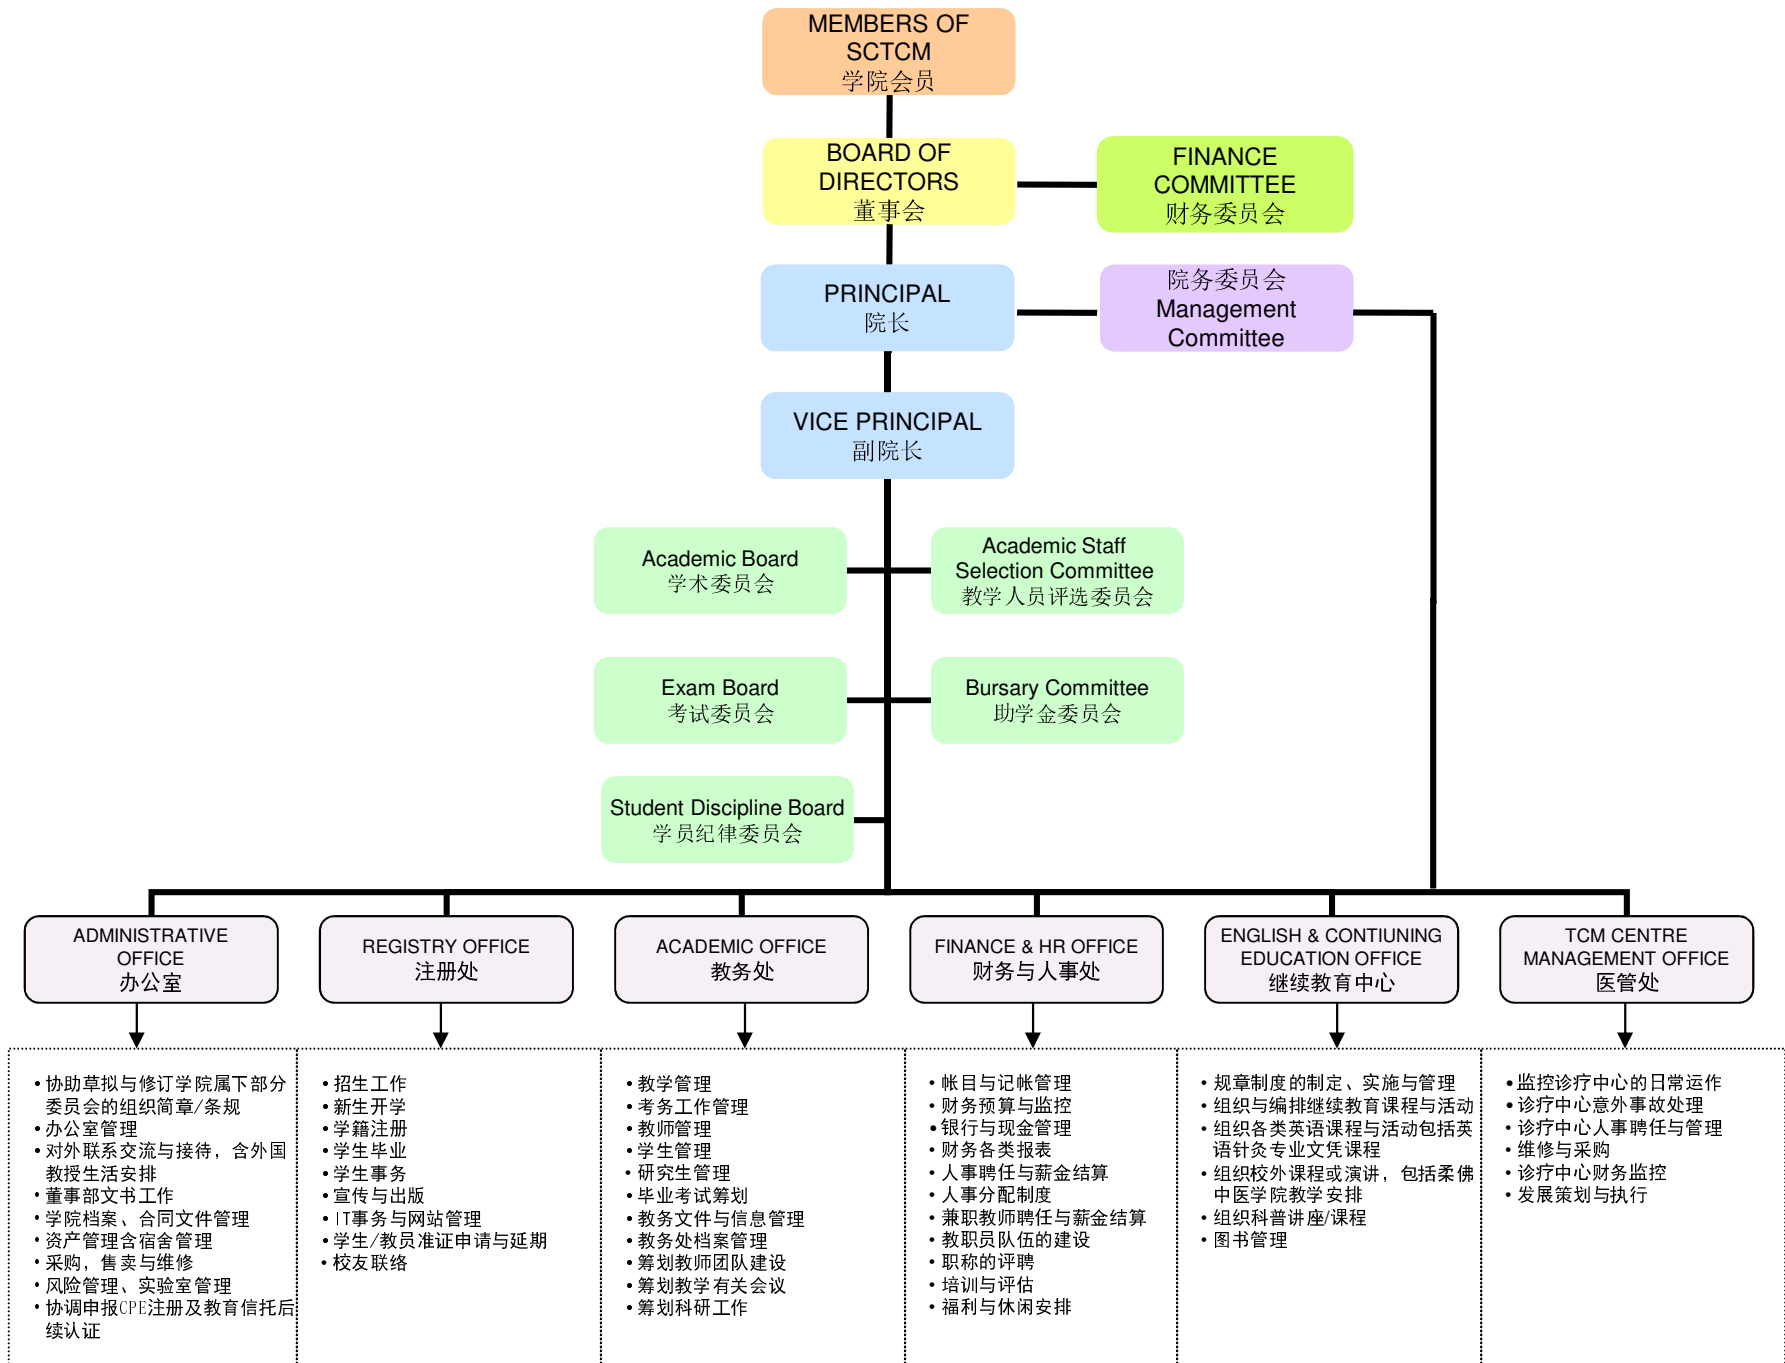 MEMBERS OF
SCTCM
学院会员
BOARD OF
DIRECTORS
董事会
FINANCE
COMMITTEE
财务委员会
PRINCIPAL
院长
院务委员会
Management
Committee
VICE PRINCIPAL
副院长
Academic Board
学术委员会
Academic Staff
Selection Committee
教学人员评选委员会
Exam Board
考试委员会
Bursary Committee
助学金委员会
Student Discipline Board
学员纪律委员会
ADMINISTRATIVE
OFFICE
办公室
REGISTRY OFFICE
注册处
ACADEMIC OFFICE
教务处
FINANCE & HR OFFICE
财务与人事处
ENGLISH & CONTIUNING
EDUCATION OFFICE
继续教育中心
TCM CENTRE
MANAGEMENT OFFICE
医管处
•协助草拟与修订学院属下部分
委员会的组织简章/条规
•办公室管理
•对外联系交流与接待，含外国
教授生活安排
•董事部文书工作
•学院档案、合同文件管理
•资产管理含宿舍管理
•采购，售卖与维修
•风险管理、实验室管理
•协调申报CPE注册及教育信托后
续认证
•招生工作
•新生开学
•学籍注册
•学生毕业
•学生事务
•宣传与出版
•IT事务与网站管理
•学生/教员准证申请与延期
•校友联络
•教学管理
•考务工作管理
•教师管理
•学生管理
•研究生管理
•毕业考试筹划
•教务文件与信息管理
•教务处档案管理
•筹划教师团队建设
•筹划教学有关会议
•筹划科研工作
•帐目与记帐管理
•财务预算与监控
•银行与现金管理
•财务各类报表
•人事聘任与薪金结算
•人事分配制度
•兼职教师聘任与薪金结算
•教职员队伍的建设
•职称的评聘
•培训与评估
•福利与休闲安排
•规章制度的制定、实施与管理
•组织与编排继续教育课程与活动
•组织各类英语课程与活动包括英
语针灸专业文凭课程
•组织校外课程或演讲，包括柔佛
中医学院教学安排
•组织科普讲座/课程
•图书管理
•监控诊疗中心的日常运作
•诊疗中心意外事故处理
•诊疗中心人事聘任与管理
•维修与采购
•诊疗中心财务监控
•发展策划与执行